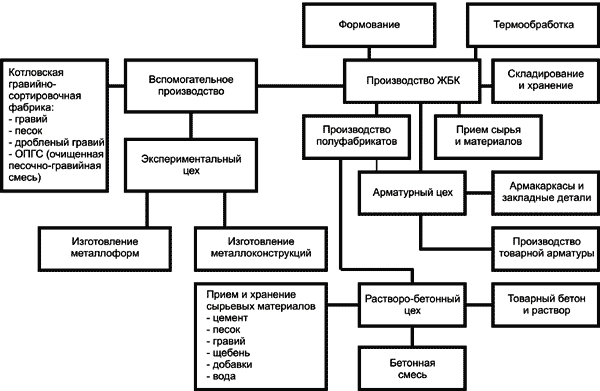 Формование
Термообработка
Котловская
гравийно-
сортировочная
фабрика:
- гравий
- песок
- дробленый гравий
- ОПГС (очищенная
песочно-гравийная
смесь)
Вспомогательное
производство
Производство ЖБК
Складирование
и хранение
Производство
полуфабрикатов
Прием сырья
и материалов
Экспериментальный
цех
Арматурный цех
Армакаркасы и
закладные детали
Изготовление
металлоформ
Изготовление
металлоконструкций
Производство
товарной арматуры
Прием и хранение
сырьевых материалов
- цемент
- песок
- гравий
- щебень
- добавки
- вода
Растворо-бетонный
цех
Товарный бетон
и раствор
Бетонная
смесь